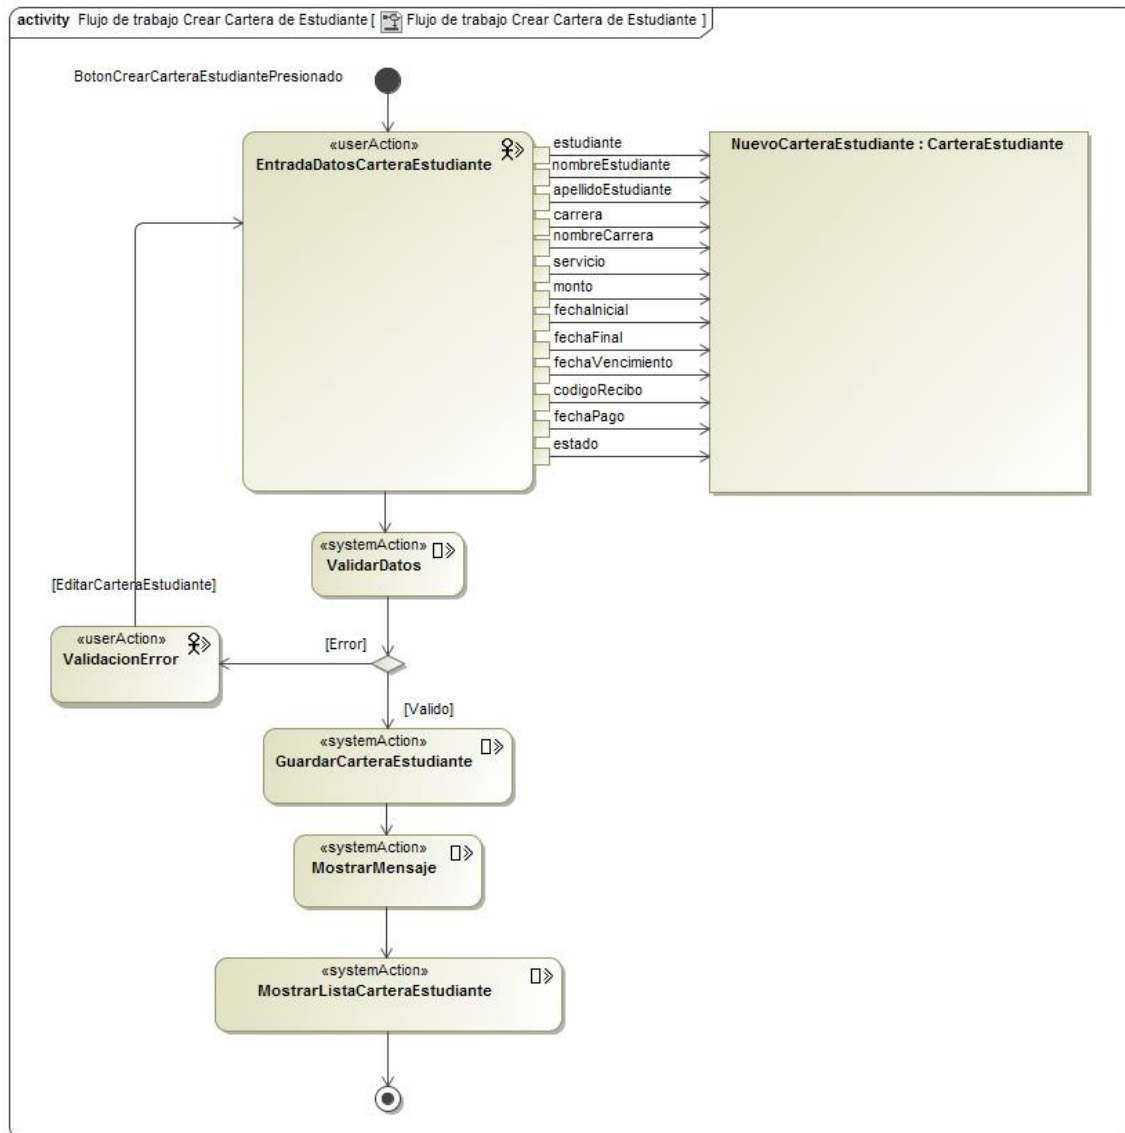 activity Flujo de trabajo Crear Cartera de Estudiante [ Flujo de trabajo Crear Cartera de Estudiante ]
BotonCrearCarteraEstudiantePresionado
«userAction»
EntradaDatosCarteraEstudiante
estudiante
nombreEstudiante
apellidoEstudiante
carrera
nombreCarrera
servicio
monto
fechaInicial
fechaFinal
fechaVencimiento
codigoRecibo
fechaPago
estado
NuevoCarteraEstudiante : CarteraEstudiante
«systemAction»
ValidarDatos
[EditarCarteraEstudiante]
«userAction»
ValidacionError
[Error]
[Valido]
«systemAction»
GuardarCarteraEstudiante
«systemAction»
MostrarMensaje
«systemAction»
MostrarListaCarteraEstudiante